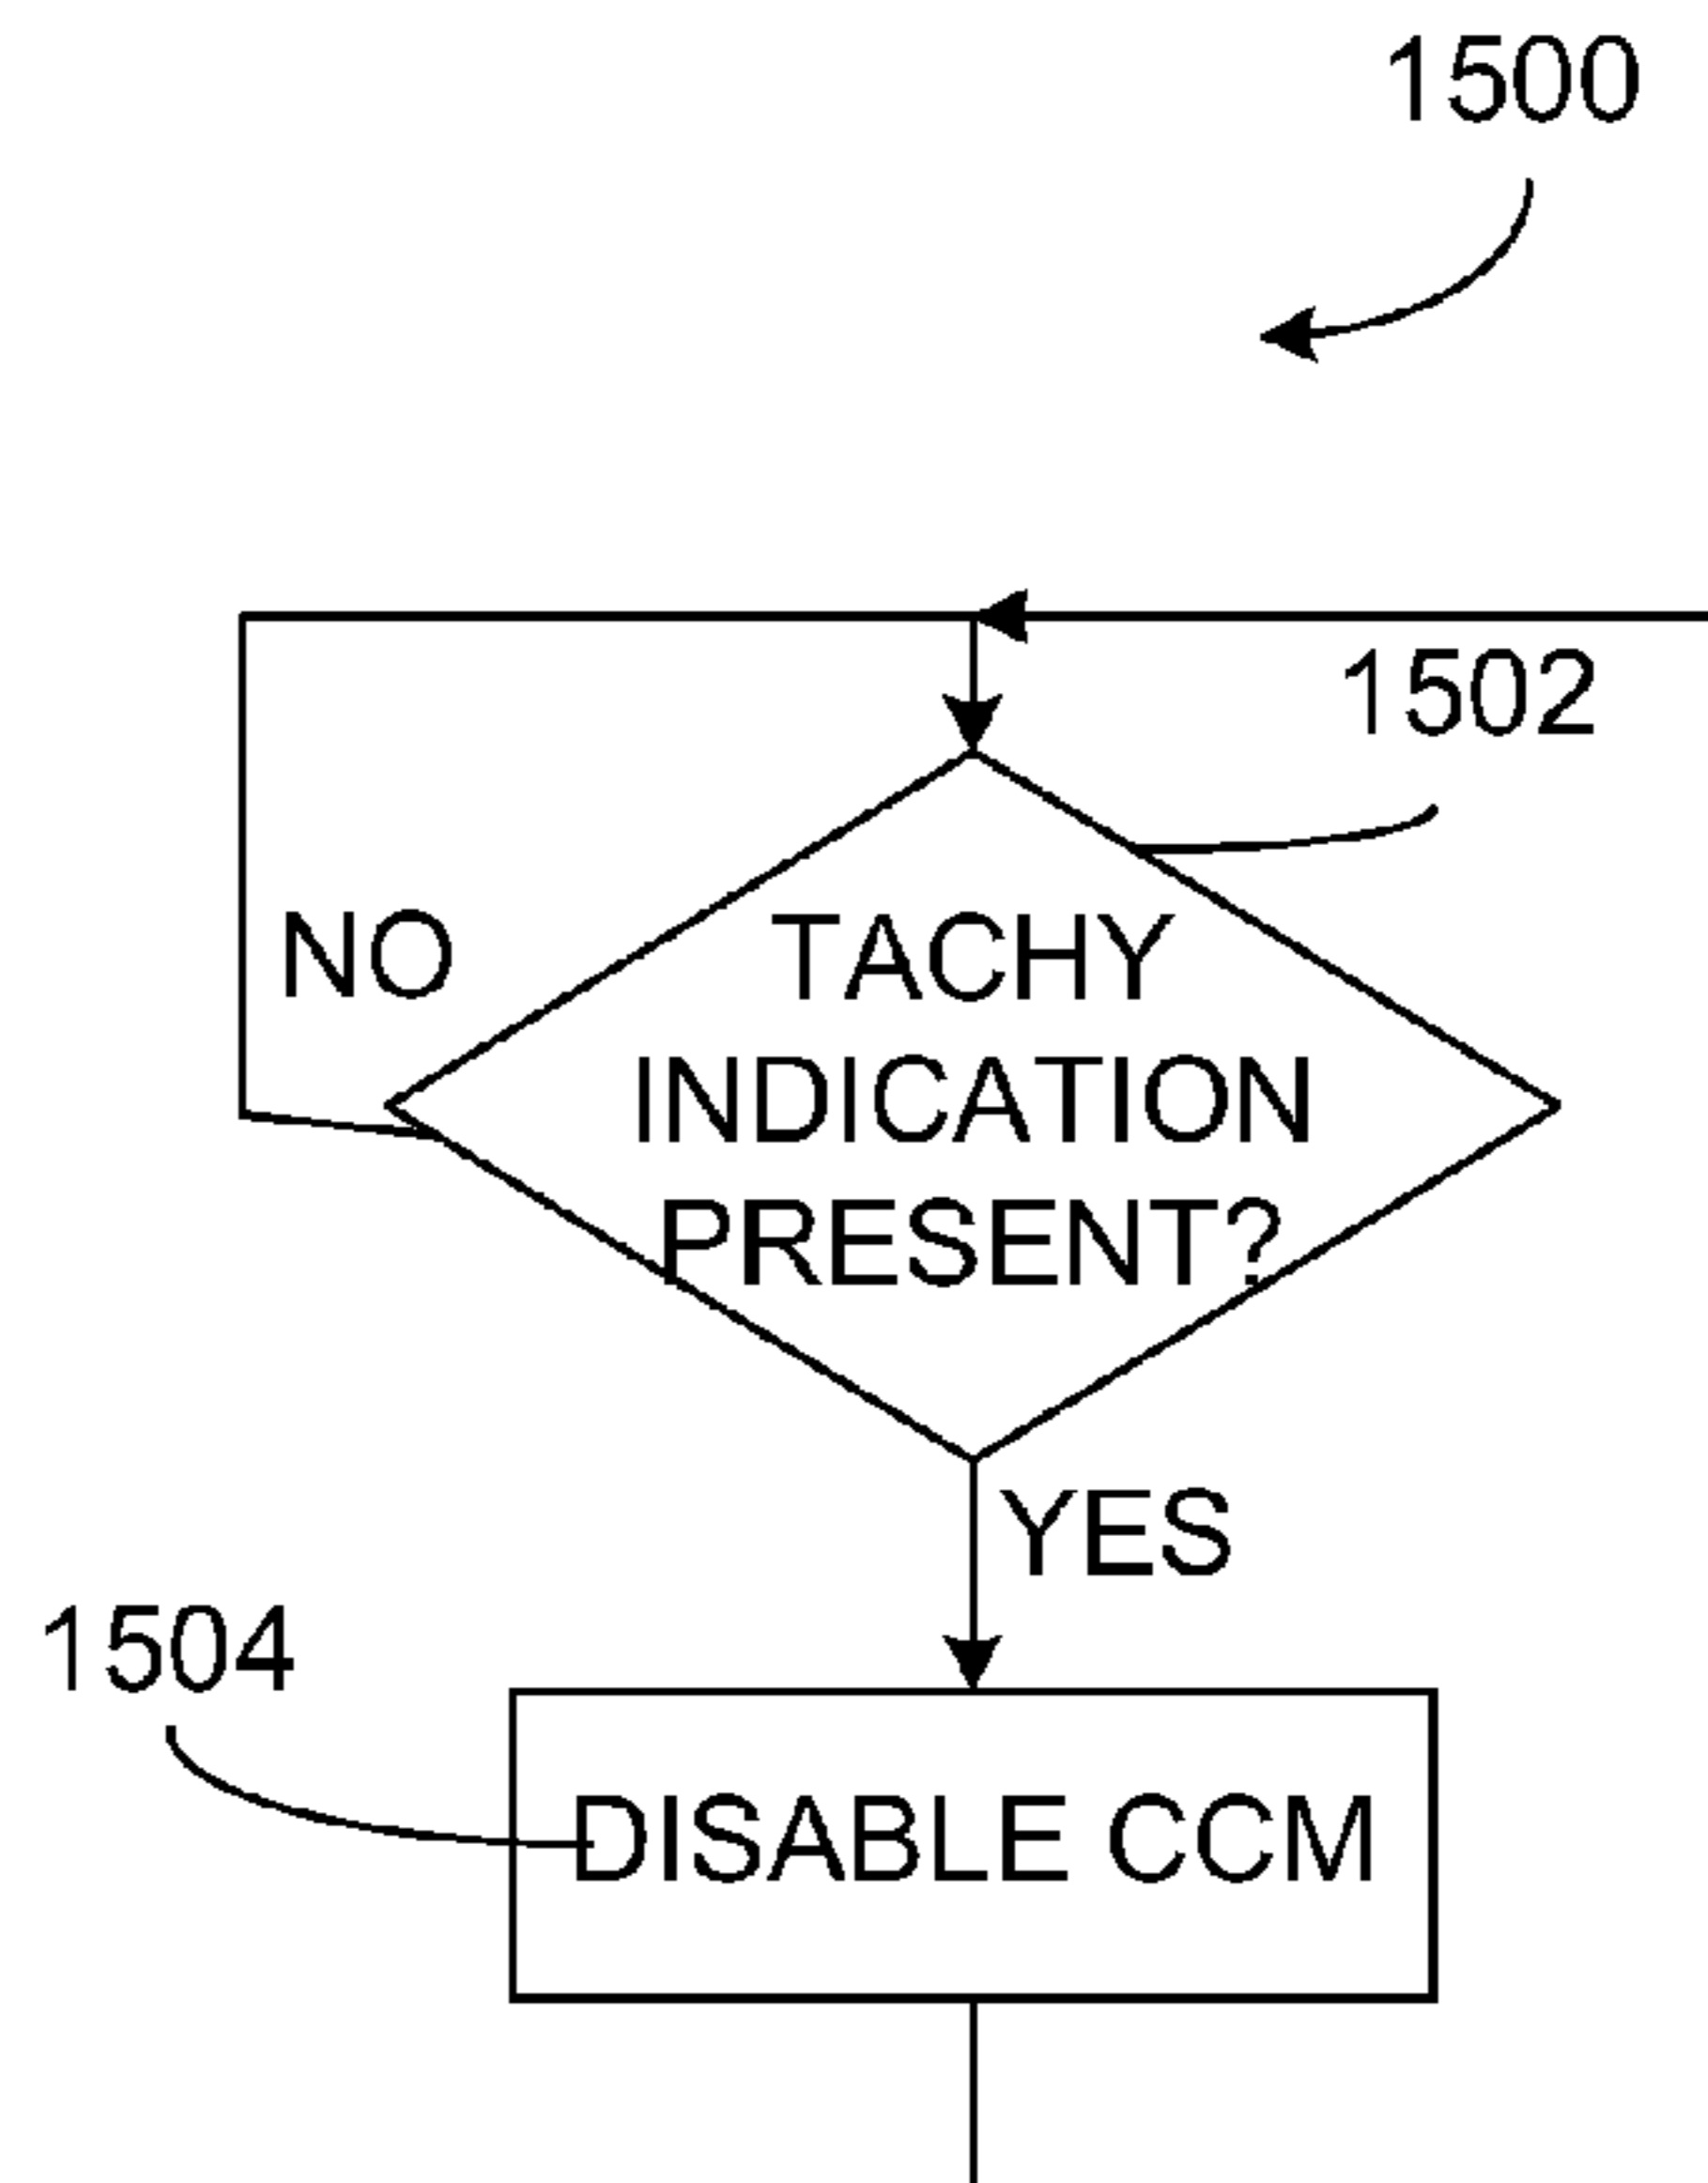 1500
1502
NO
TACHY
INDICATION
PRESENT?
YES
1504
DISABLE CCM